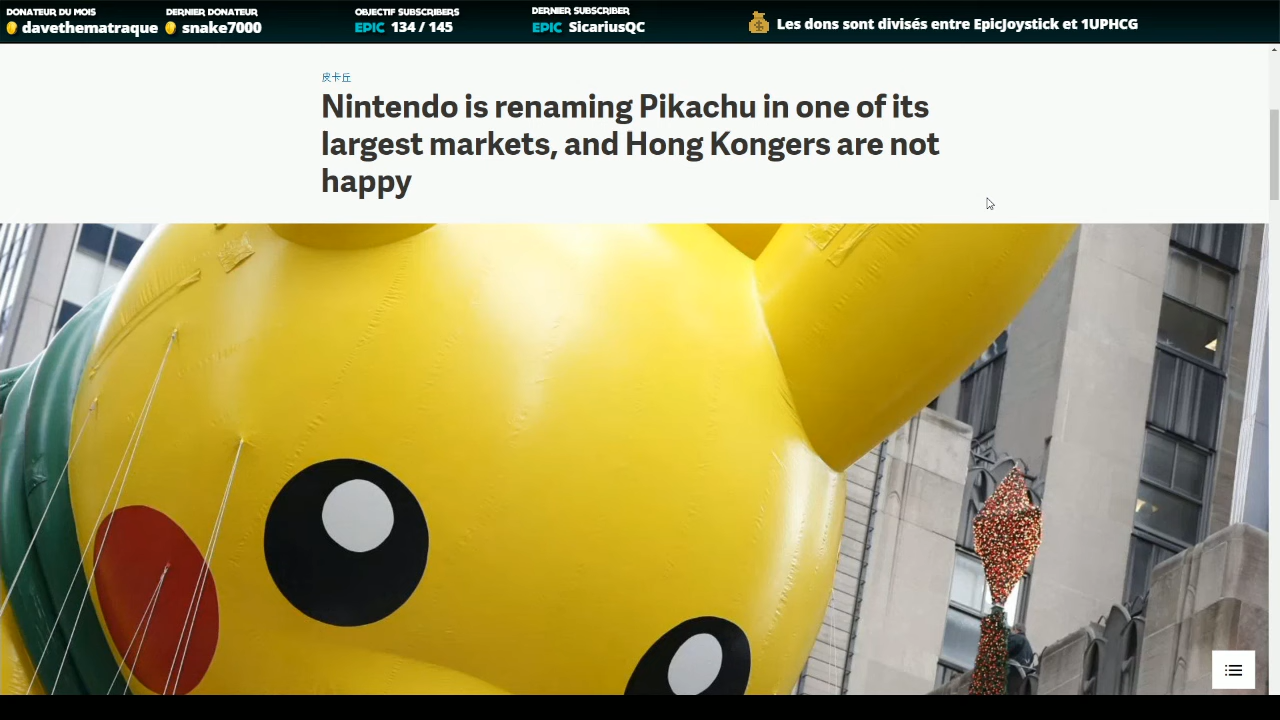 DONATEUR DU MOIS
davethematraque
DERNIER DONATEUR
snake7000
OBJECTIF SUBSCRIBERS
EPIC 134 / 145
DERNIER SUBSCRIBER
EPIC SicariusQC
Les dons sont divisés entre EpicJoystick et 1UPHCG
皮卡丘
Nintendo is renaming Pikachu in one of its
largest markets, and Hong Kongers are not
happy